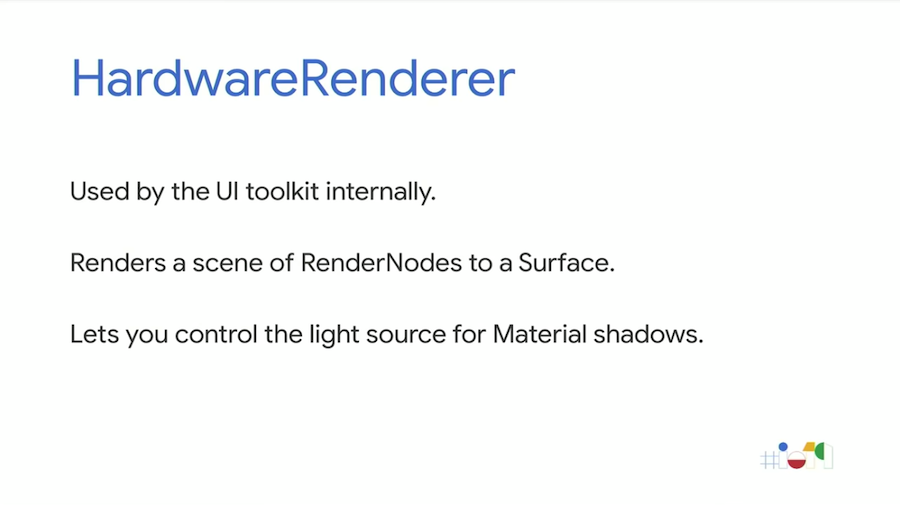 HardwareRenderer
Used by the UI toolkit internally.
Renders a scene of RenderNodes to a Surface.
Lets you control the light source for Material shadows.
#io19